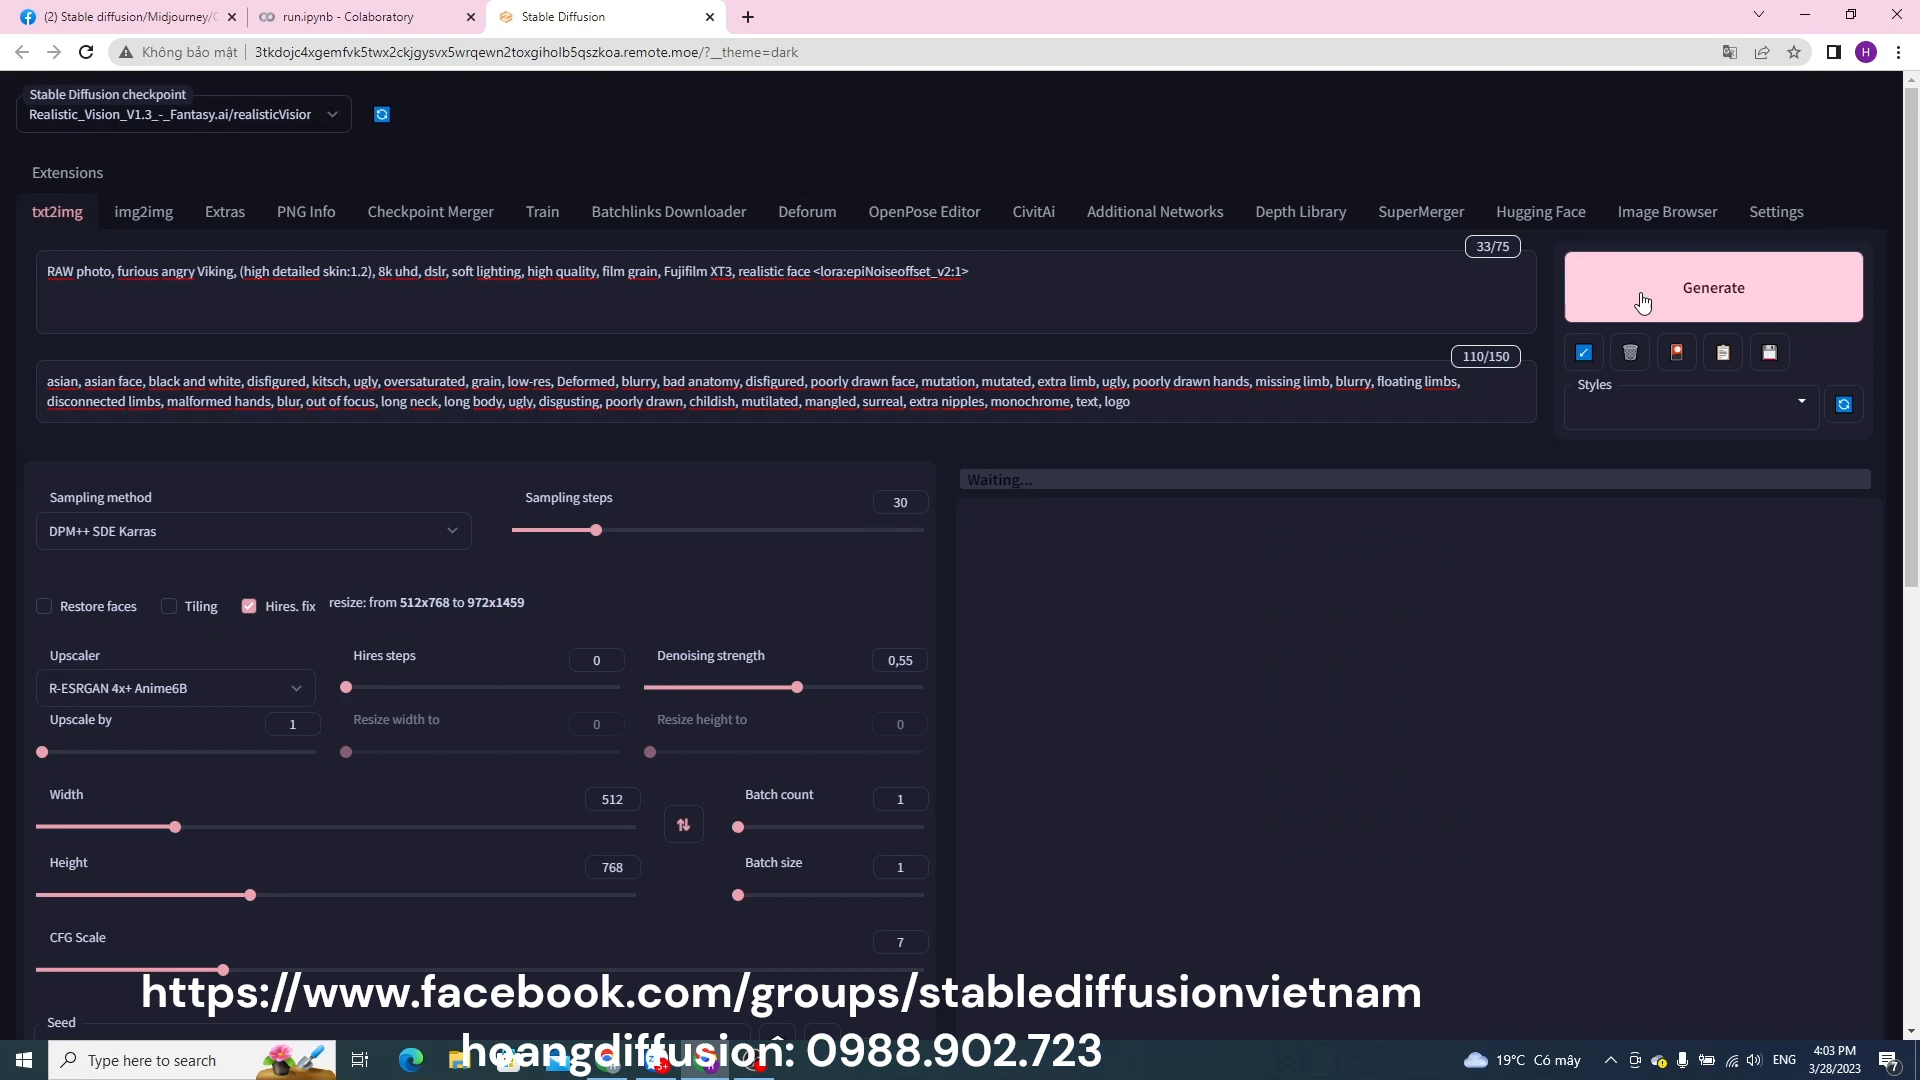 (2) Stable diffusion/Midjourney/C
run.ipynb - Colaboratory
Stable Diffusion
Không bảo mật
3tkdojc4xgemfvk5twx2ckjgysvx5wrqewn2toxgiholb5qszkoa.remote.moe/?__theme=dark
H
Stable Diffusion checkpoint
Realistic_Vision_V1.3_-_Fantasy.ai/realisticVisior
Extensions
txt2img
img2img
Extras
PNG Info
Checkpoint Merger
Train
Batchlinks Downloader
Deforum
OpenPose Editor
CivitAi
Additional Networks
Depth Library
SuperMerger
Hugging Face
Image Browser
Settings
33/75
RAW photo, furious angry Viking, (high detailed skin:1.2), 8k uhd, dslr, soft lighting, high quality, film grain, Fujifilm XT3, realistic face <lora:epiNoiseoffset_v2:1>
Generate
110/150
asian, asian face, black and white, disfigured, kitsch, ugly, oversaturated, grain, low-res, Deformed, blurry, bad anatomy, disfigured, poorly drawn face, mutation, mutated, extra limb, ugly, poorly drawn hands, missing limb, blurry, floating limbs,
disconnected limbs, malformed hands, blur, out of focus, long neck, long body, ugly, disgusting, poorly drawn, childish, mutilated, mangled, surreal, extra nipples, monochrome, text, logo
Styles
Sampling method
DPM++ SDE Karras
Sampling steps
30
Waiting...
Restore faces
Tiling
Hires. fix
resize: from 512x768 to 972x1459
Upscaler
R-ESRGAN 4x+ Anime6B
Hires steps
0
Denoising strength
0,55
Upscale by
1
Resize width to
0
Resize height to
0
Width
512
Batch count
1
Height
768
Batch size
1
CFG Scale
7
https://www.facebook.com/groups/stablediffusionvietnam
Seed
hoangdiffusion: 0988.902.723
Type here to search
19°C Có mây
ENG
4:03 PM
3/28/2023
7